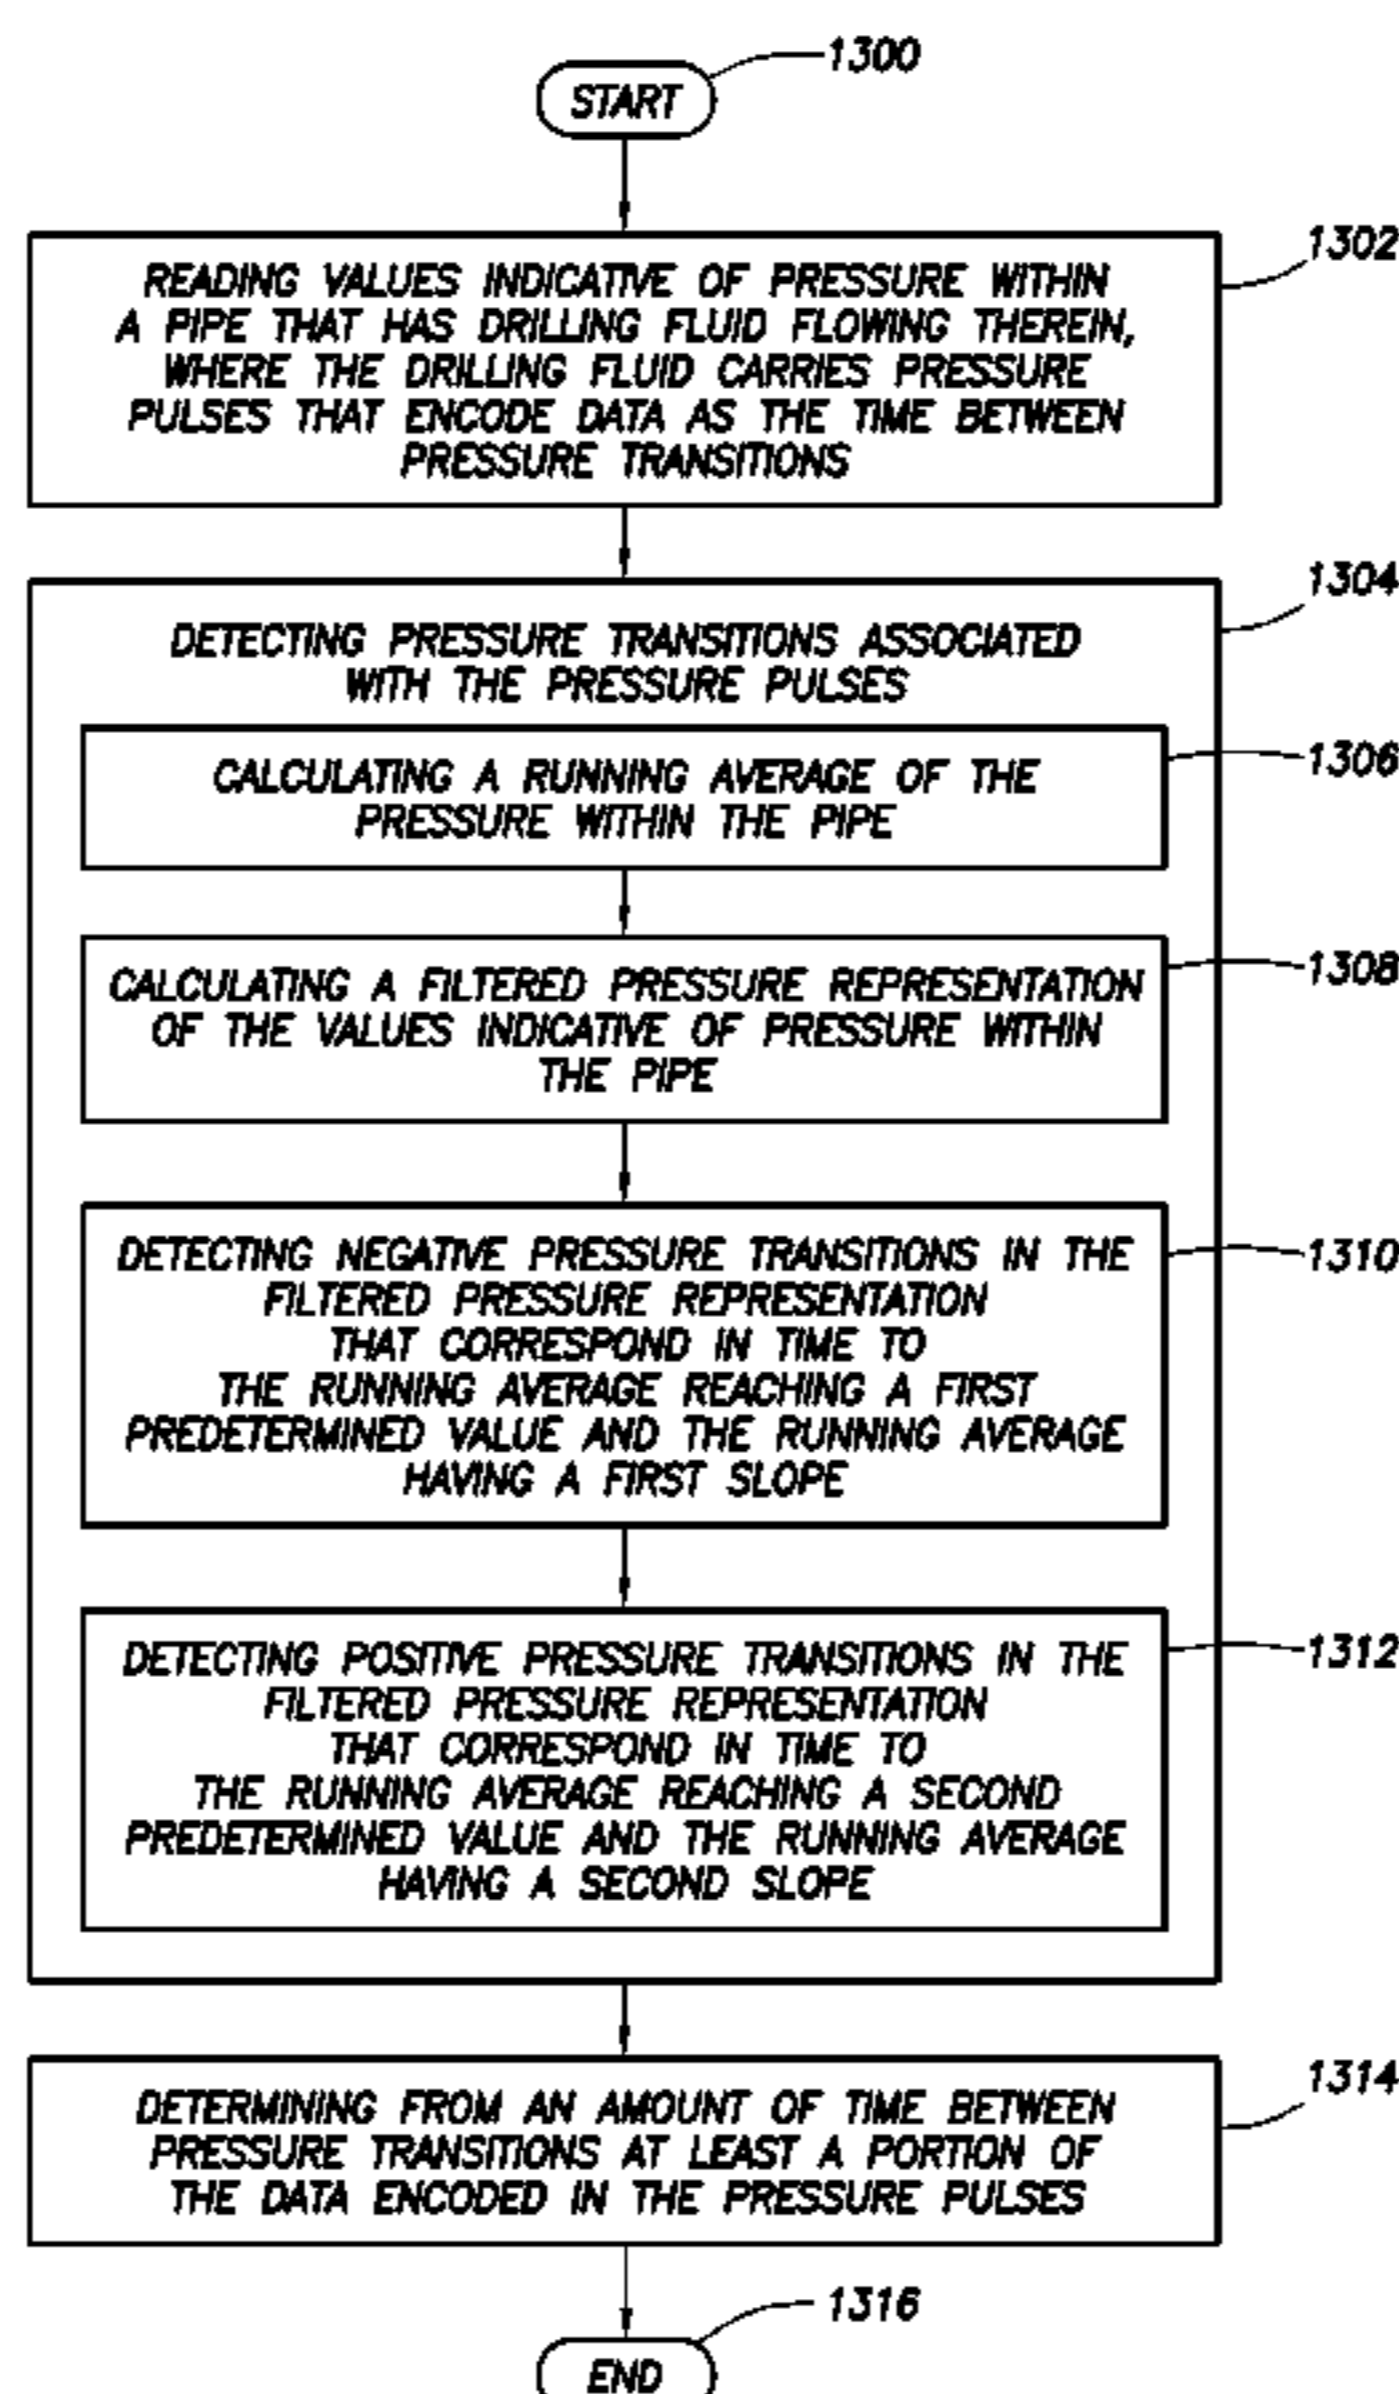 1300
START
1302
READING VALUES INDICATIVE OF PRESSURE WITHIN
A PIPE THAT HAS DRILLING FLUID FLOWING THEREIN,
WHERE THE DRILLING FLUID CARRIES PRESSURE
PULSES THAT ENCODE DATA AS THE TIME BETWEEN
PRESSURE TRANSITIONS
1304
DETECTING PRESSURE TRANSITIONS ASSOCIATED
WITH THE PRESSURE PULSES
1306
CALCULATING A RUNNING AVERAGE OF THE
PRESSURE WITHIN THE PIPE
1308
CALCULATING A FILTERED PRESSURE REPRESENTATION
OF THE VALUES INDICATIVE OF PRESSURE WITHIN
THE PIPE
1310
DETECTING NEGATIVE PRESSURE TRANSITIONS IN THE
FILTERED PRESSURE REPRESENTATION
THAT CORRESPOND IN TIME TO
THE RUNNING AVERAGE REACHING A FIRST
PREDETERMINED VALUE AND THE RUNNING AVERAGE
HAVING A FIRST SLOPE
1312
DETECTING POSITIVE PRESSURE TRANSITIONS IN THE
FILTERED PRESSURE REPRESENTATION
THAT CORRESPOND IN TIME TO
THE RUNNING AVERAGE REACHING A SECOND
PREDETERMINED VALUE AND THE RUNNING AVERAGE
HAVING A SECOND SLOPE
1314
DETERMINING FROM AN AMOUNT OF TIME BETWEEN
PRESSURE TRANSITIONS AT LEAST A PORTION OF
THE DATA ENCODED IN THE PRESSURE PULSES
1316
END